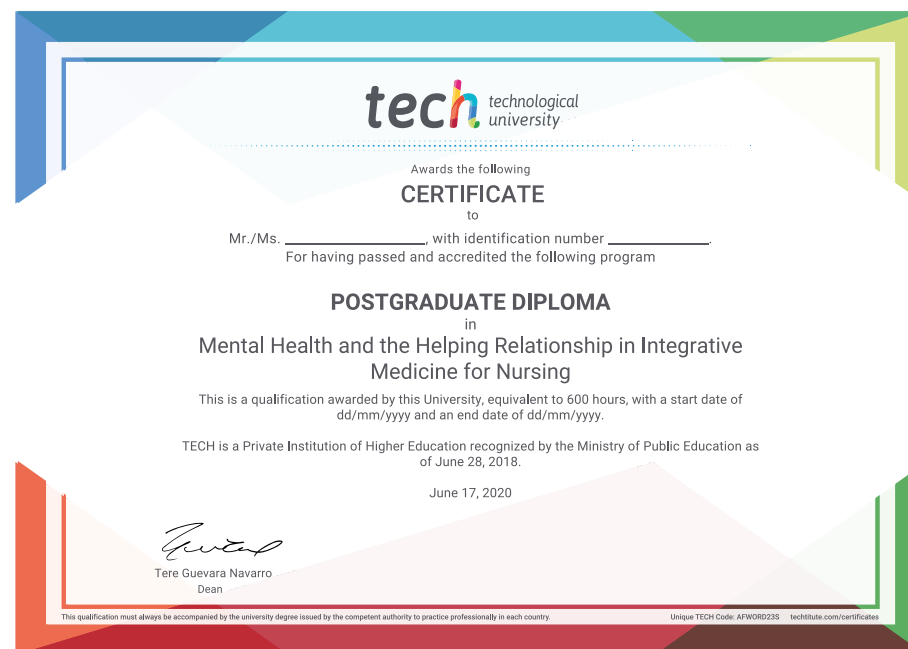 tech technological
university
Awards the following
CERTIFICATE
to
Mr./Ms. ____________________, with identification number ______________.
For having passed and accredited the following program
POSTGRADUATE DIPLOMA
in
Mental Health and the Helping Relationship in Integrative
Medicine for Nursing
This is a qualification awarded by this University, equivalent to 600 hours, with a start date of
dd/mm/yyyy and an end date of dd/mm/yyyy.
TECH is a Private Institution of Higher Education recognized by the Ministry of Public Education as
of June 28, 2018.
June 17, 2020
Tere Guevara Navarro
Dean
This qualification must always be accompanied by the university degree issued by the competent authority to practice professionally in each country.
Unique TECH Code: AFWORD23S techtitute.com/certificates